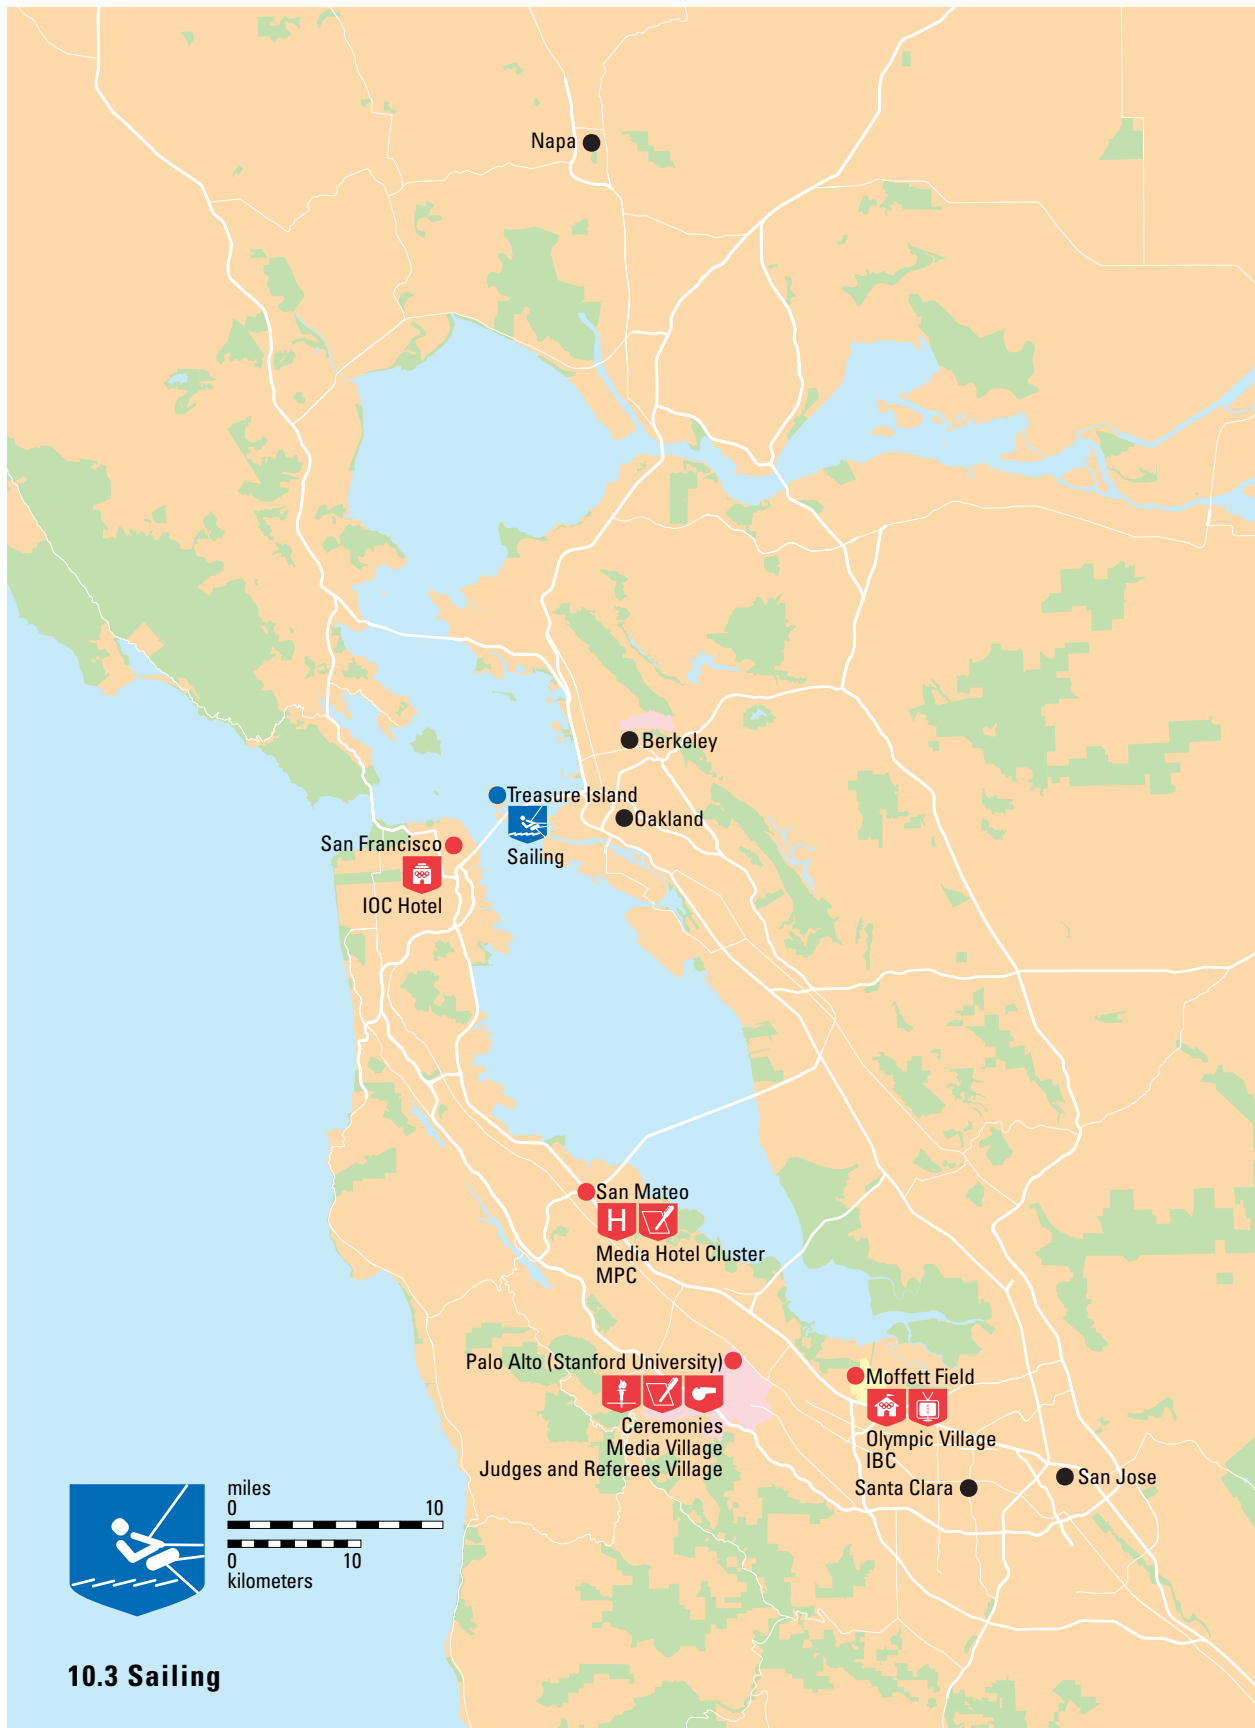 Napa
Berkeley
Treasure Island
Oakland
Sailing
San Francisco
IOC Hotel
San Mateo
H
Media Hotel Cluster
MPC
Palo Alto (Stanford University)
Ceremonies
Media Village
Judges and Referees Village
Moffett Field
Olympic Village
IBC
Santa Clara
San Jose
miles
0 10
0 10
kilometers
10.3 Sailing